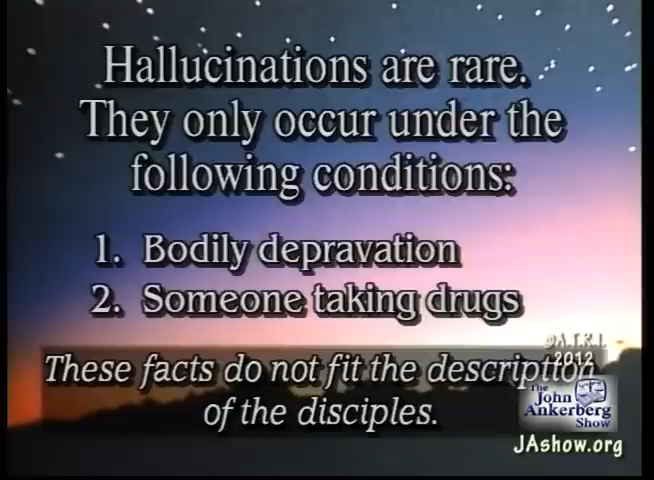 Hallucinations are rare.
They only occur under the
following conditions:
1. Bodily depravation
2. Someone taking drugs
These facts do not fit the description
of the disciples.
©A.T.R.I.
2012
The
John
Ankerberg
Show
JAshow.org